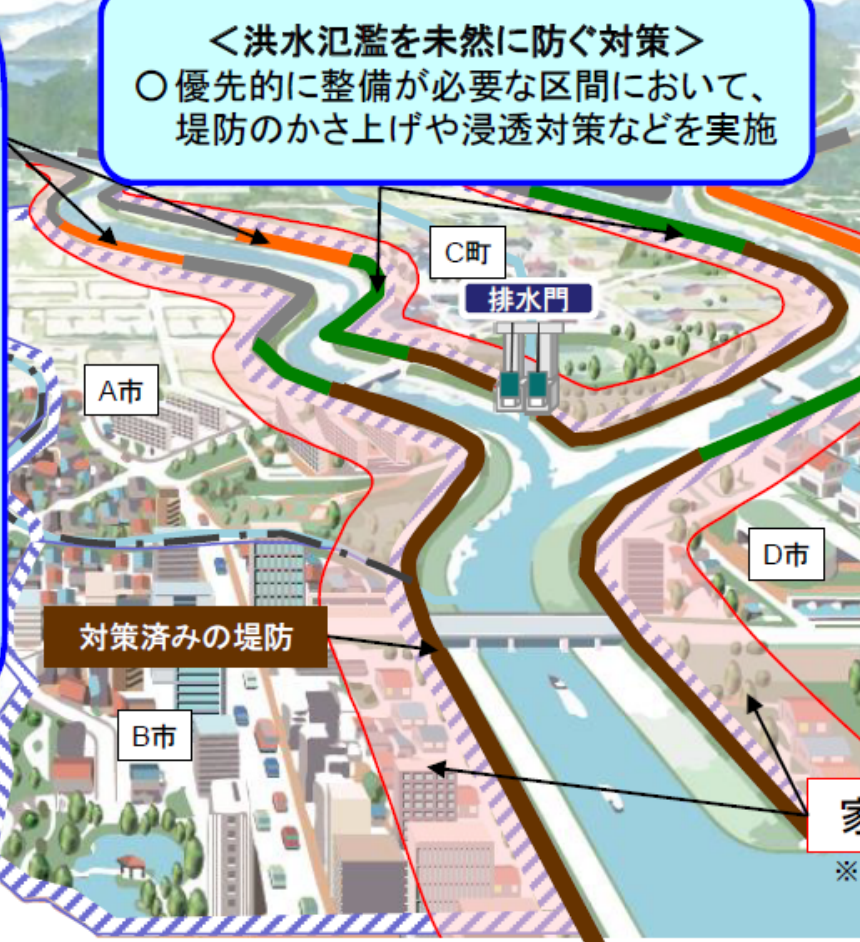 ＜洪水氾濫を未然に防ぐ対策＞
○優先的に整備が必要な区間において、
堤防のかさ上げや浸透対策などを実施
C町
排水門
A市
D市
対策済みの堤防
B市
※